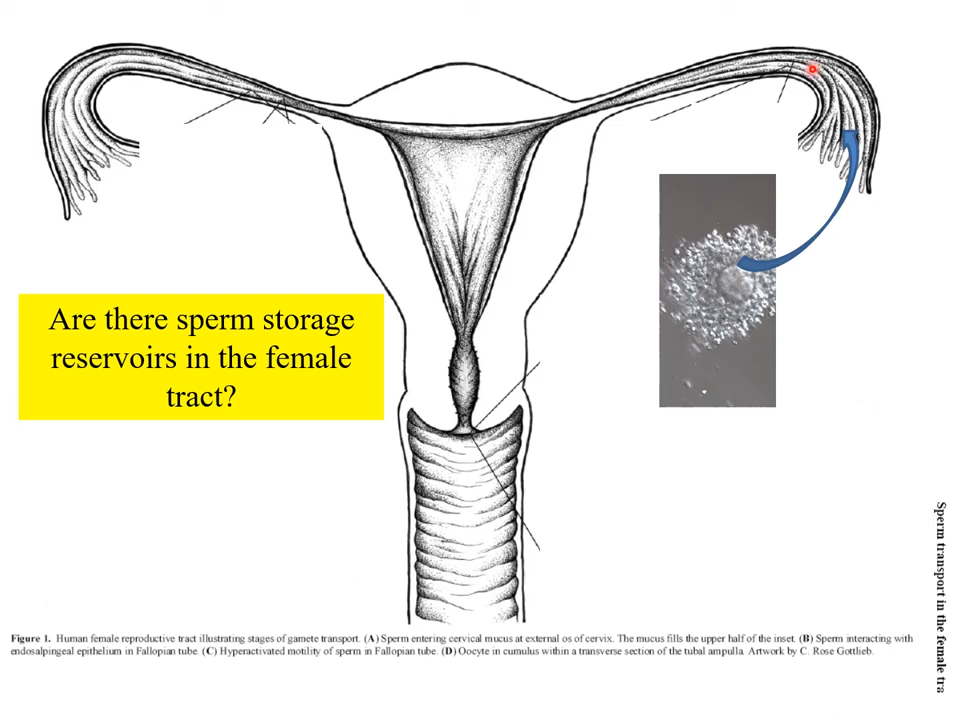 Are there sperm storage
reservoirs in the female
tract?
Sperm transport in the female tra
Figure 1. Human female reproductive tract illustrating stages of gamete transport. (A) Sperm entering cervical mucus at external os of cervix. The mucus fills the upper half of the inset. (B) Sperm interacting with
endosalpingeal epithelium in Fallopian tube. (C) Hyperactivated motility of sperm in Fallopian tube. (D) Oocyte in cumulus within a transverse section of the tubal ampulla. Artwork by C. Rose Gottlieb.